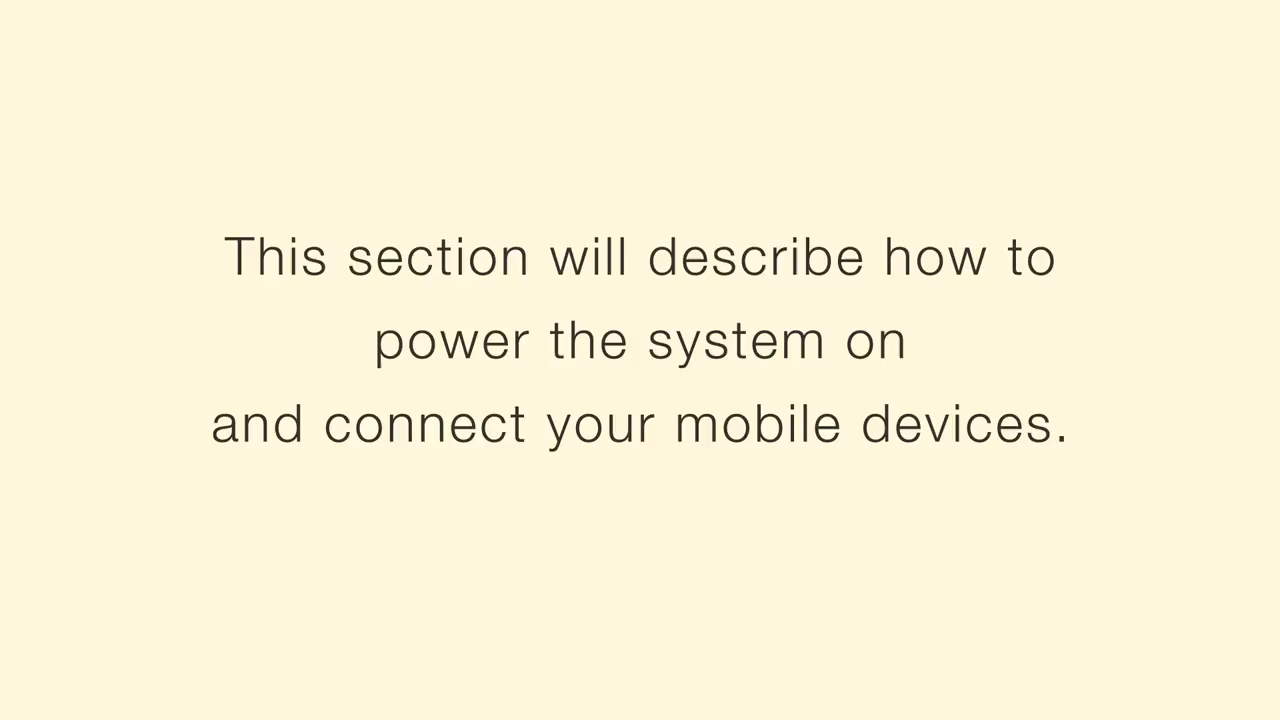 This section will describe how to
power the system on
and connect your mobile devices.